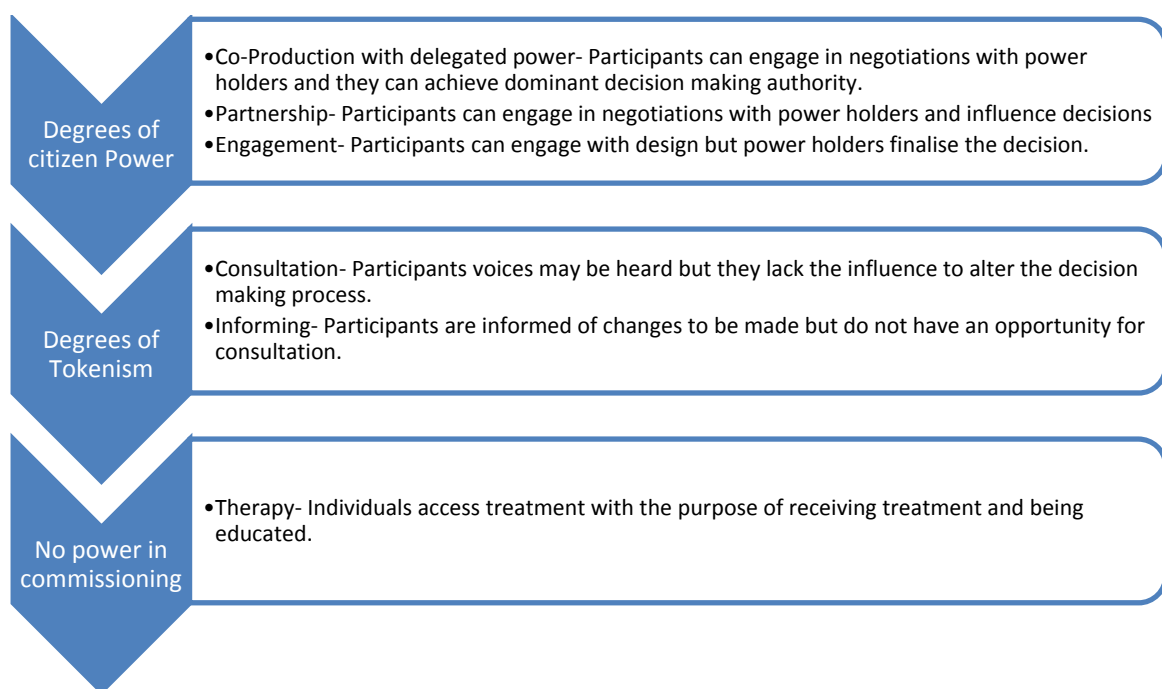 Degrees of
citizen Power
•Co-Production with delegated power- Participants can engage in negotiations with power
holders and they can achieve dominant decision making authority.
•Partnership- Participants can engage in negotiations with power holders and influence decisions
•Engagement- Participants can engage with design but power holders finalise the decision.
Degrees of
Tokenism
•Consultation- Participants voices may be heard but they lack the influence to alter the decision
making process.
•Informing- Participants are informed of changes to be made but do not have an opportunity for
consultation.
No power in
commissioning
•Therapy- Individuals access treatment with the purpose of receiving treatment and being
educated.